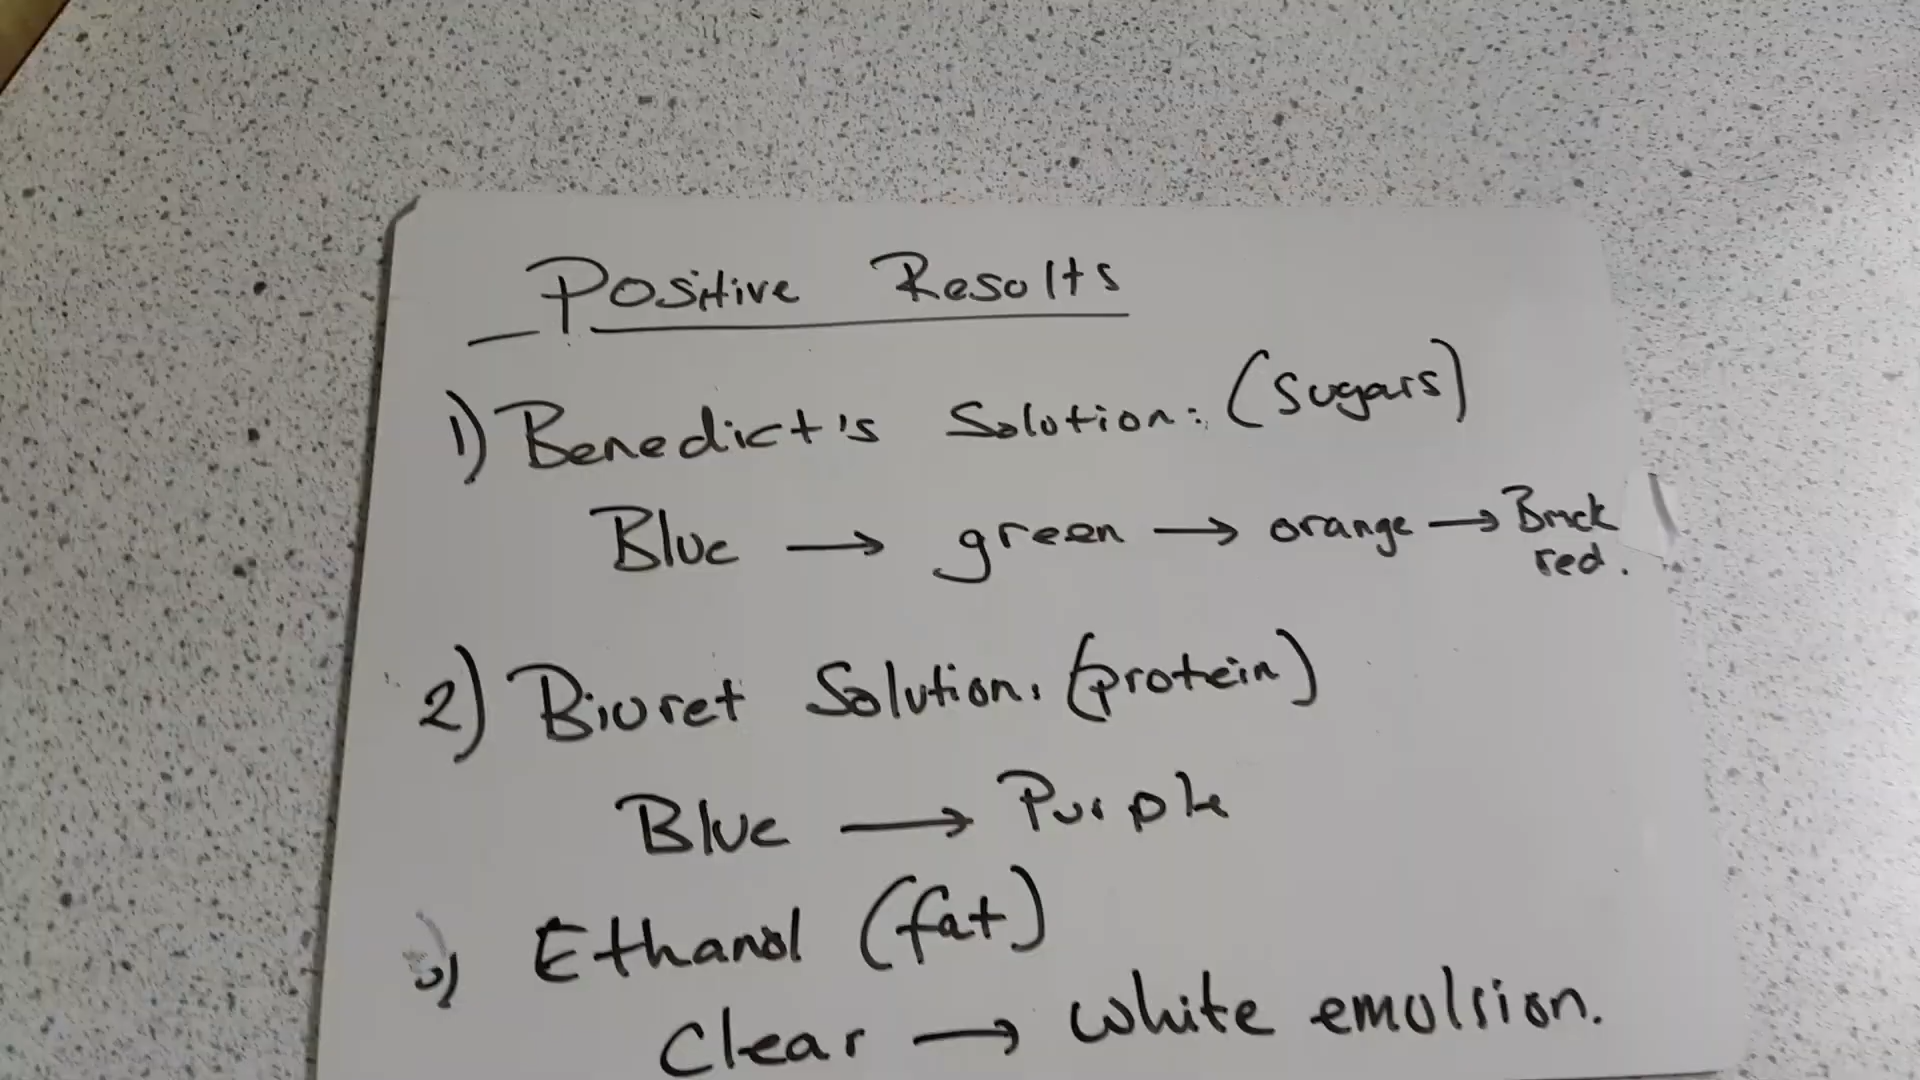 Positive Results
1) Benedict's Solution: (Sugars)
Blue → green → orange → Brick
red.
2) Biuret Solution: (protein)
Blue → Purple
3) Ethanol (fat)
Clear → white emulsion.